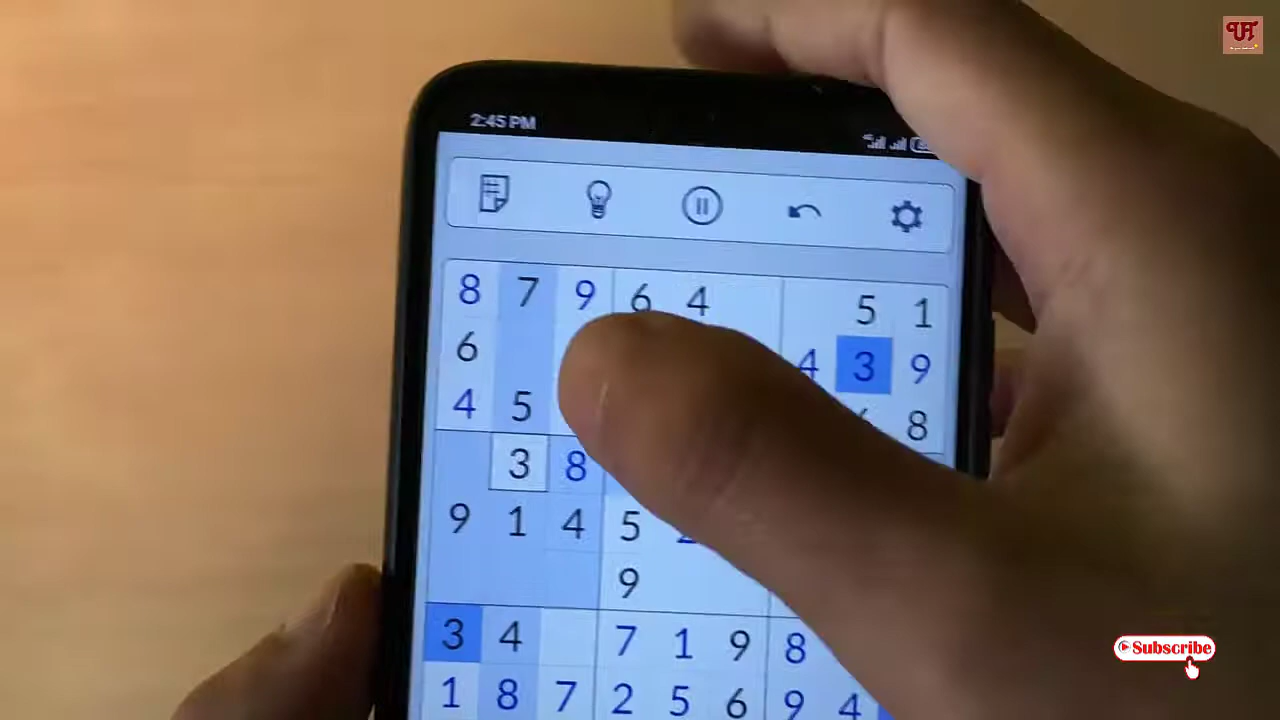 2:45 PM
8 7 9 6 4 5 1
6 4 3 9
4 5 8
3 8
9 1 4 5
9
3 4 7 1 9 8
1 8 7 2 5 6 9 4
Subscribe